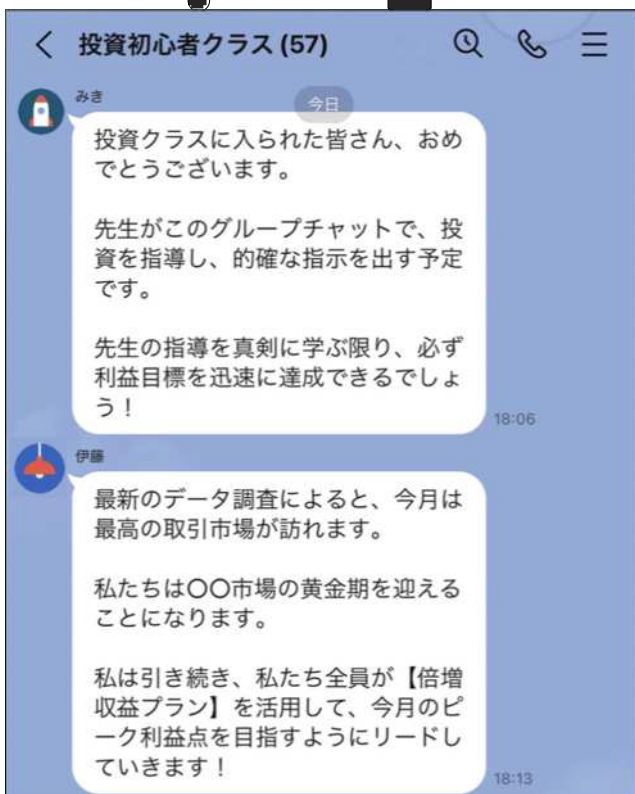 投資初心者クラス (57)
みき
今日
投資クラスに入られた皆さん、おめ
でとうございます。
先生がこのグループチャットで、投
資を指導し、的確な指示を出す予定
です。
先生の指導を真剣に学ぶ限り、必ず
利益目標を迅速に達成できるでしょ
う！
18:06
伊藤
最新のデータ調査によると、今月は
最高の取引市場が訪れます。
私たちは〇〇市場の黄金期を迎える
ことになります。
私は引き続き、私たち全員が【倍増
収益プラン】を活用して、今月のピ
ーク利益点を目指すようにリードし
ていきます！
18:13